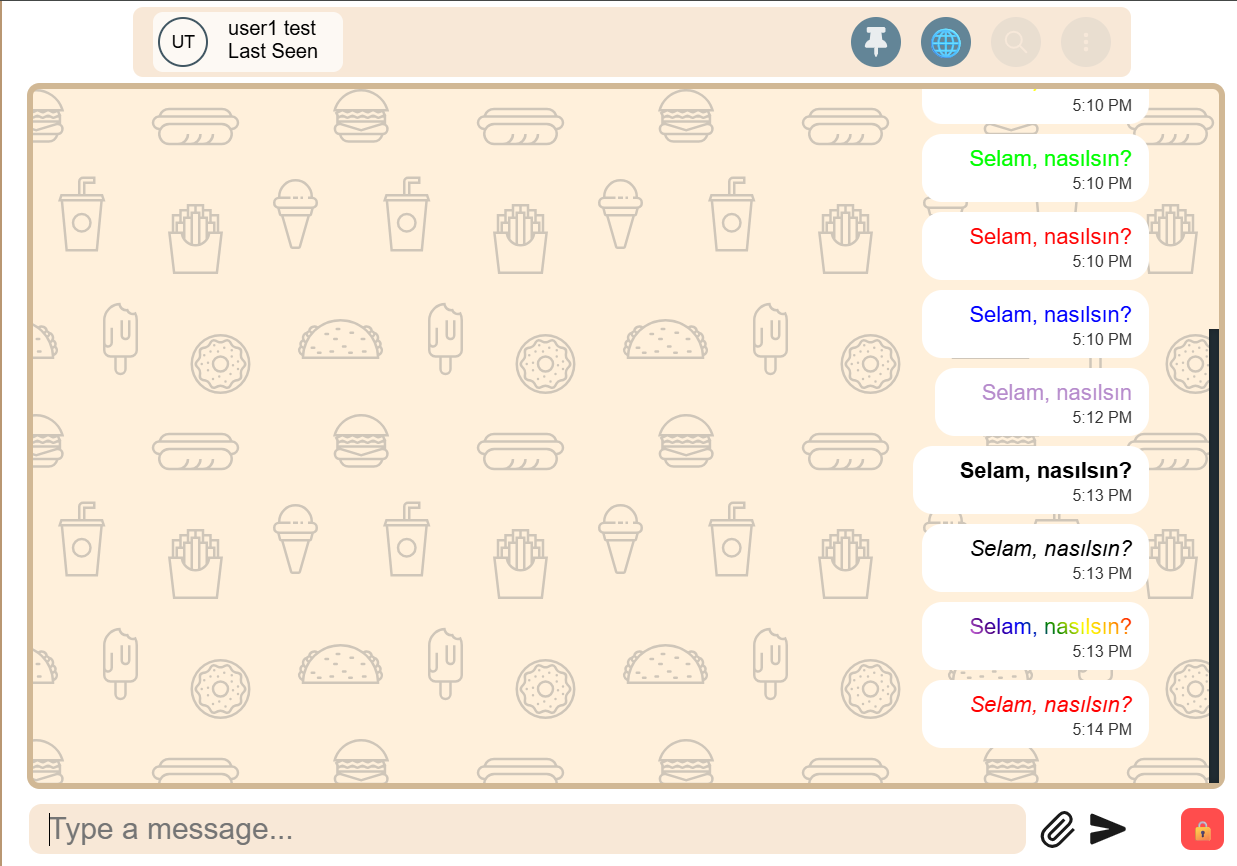 UT
user1 test
Last Seen
5:10 PM
Selam, nasılsın?
5:10 PM
Selam, nasılsın?
5:10 PM
Selam, nasılsın?
5:10 PM
Selam, nasılsın
5:12 PM
Selam, nasılsın?
5:13 PM
Selam, nasılsın?
5:13 PM
Selam, nasılsın?
5:13 PM
Selam, nasılsın?
5:14 PM
Type a message...